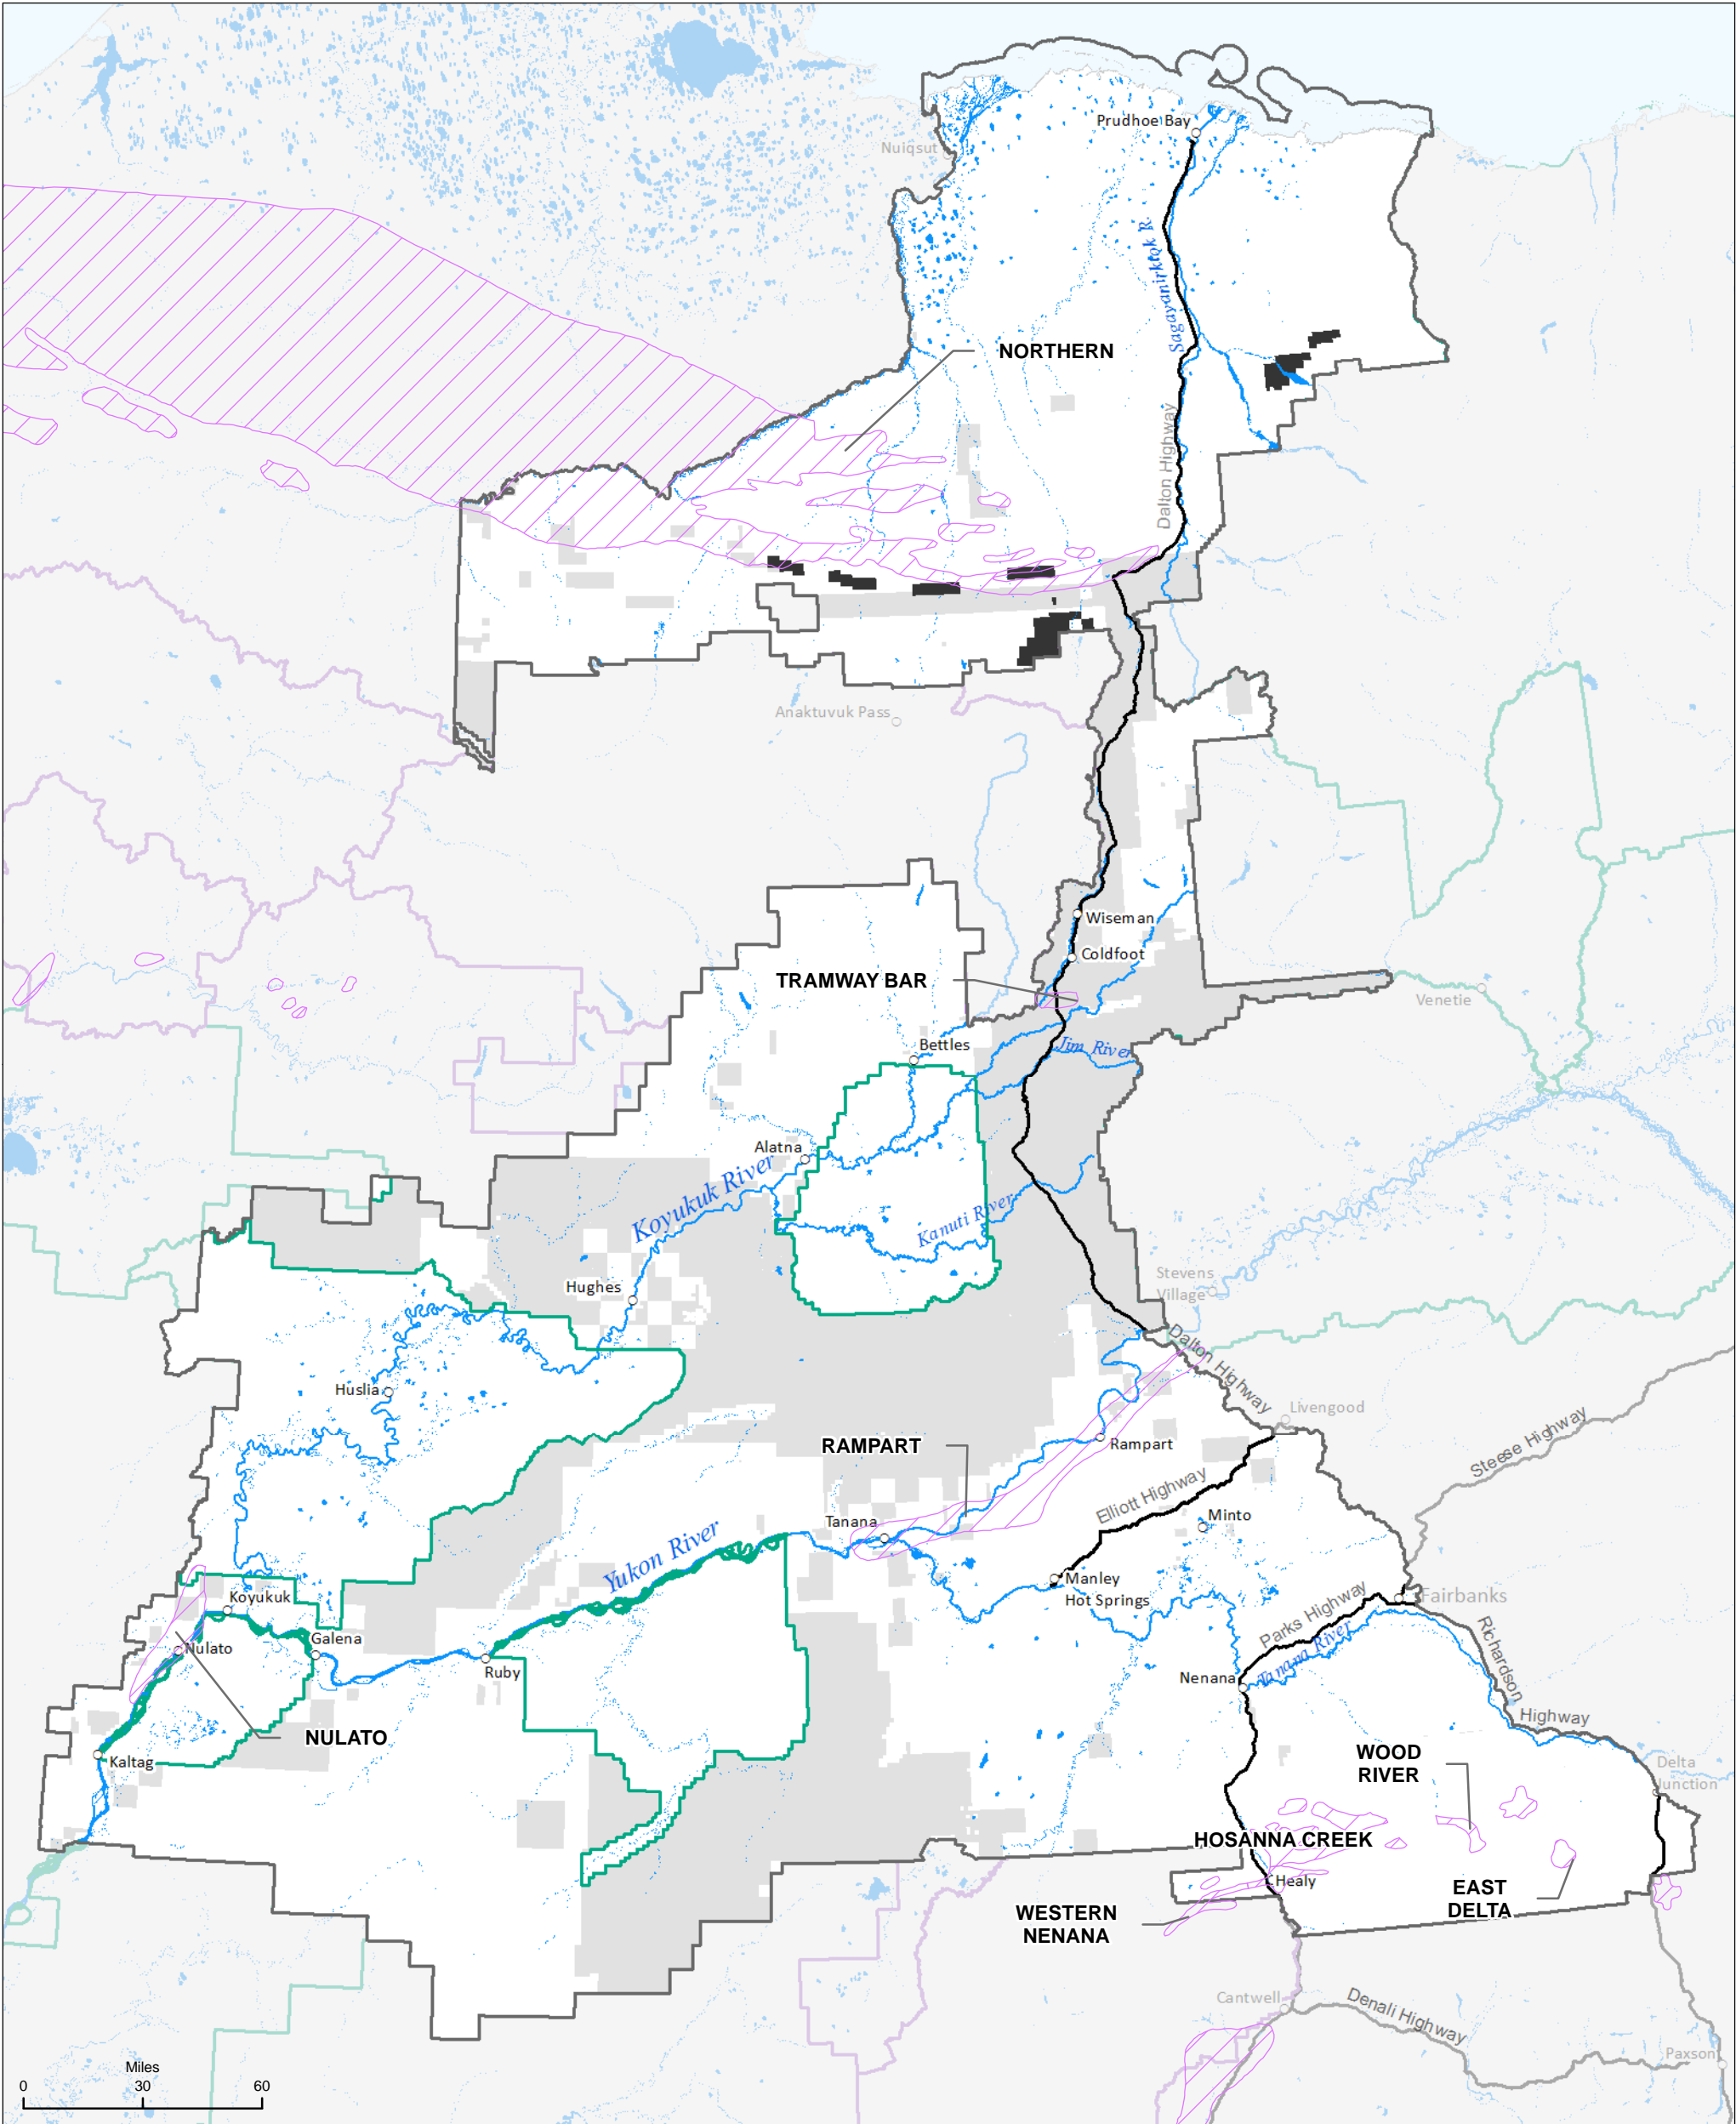 Prudhoe Bay
Nuiqsut
Sagavanirktok R.
NORTHERN
Dalton Highway
Anaktuvuk Pass
Wiseman
Coldfoot
TRAMWAY BAR
Venetie
Bettles
Jim River
Alatna
Koyukuk River
Kanuti River
Hughes
Stevens
Village
Dalton Highway
Huslia
Livengood
RAMPART
Rampart
Steese Highway
Elliott Highway
Tanana
Minto
Yukon River
Manley
Hot Springs
Koyukuk
Parks Highway
Fairbanks
Galena
Nulato
Ruby
Tanana River
Richardson
Highway
Nenana
NULATO
Kaltag
WOOD
RIVER
Delta
Junction
HOSANNA CREEK
Healy
EAST
DELTA
WESTERN
NENANA
Cantwell
Denali Highway
Paxson
Miles
0 30 60